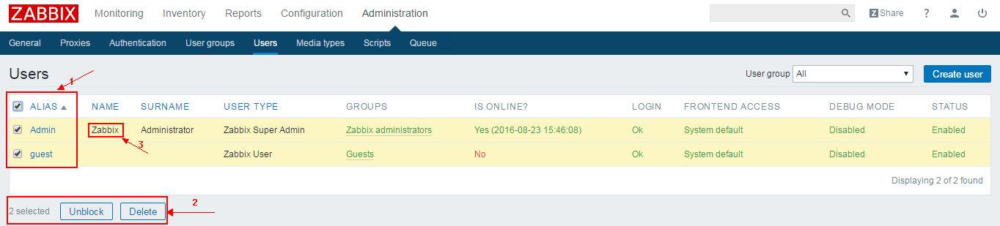 ZABBIX Monitoring Inventory Reports Configuration Administration Z Share ?
General Proxies Authentication User groups Users Media types Scripts Queue
Users User group All Create user
1
ALIAS NAME SURNAME USER TYPE GROUPS IS ONLINE? LOGIN FRONTEND ACCESS DEBUG MODE STATUS
Admin Zabbix Administrator Zabbix Super Admin Zabbix administrators Yes (2016-08-23 15:46:08) Ok System default Disabled Enabled
3
guest Zabbix User Guests No Ok System default Disabled Enabled
Displaying 2 of 2 found
2
2 selected Unblock Delete